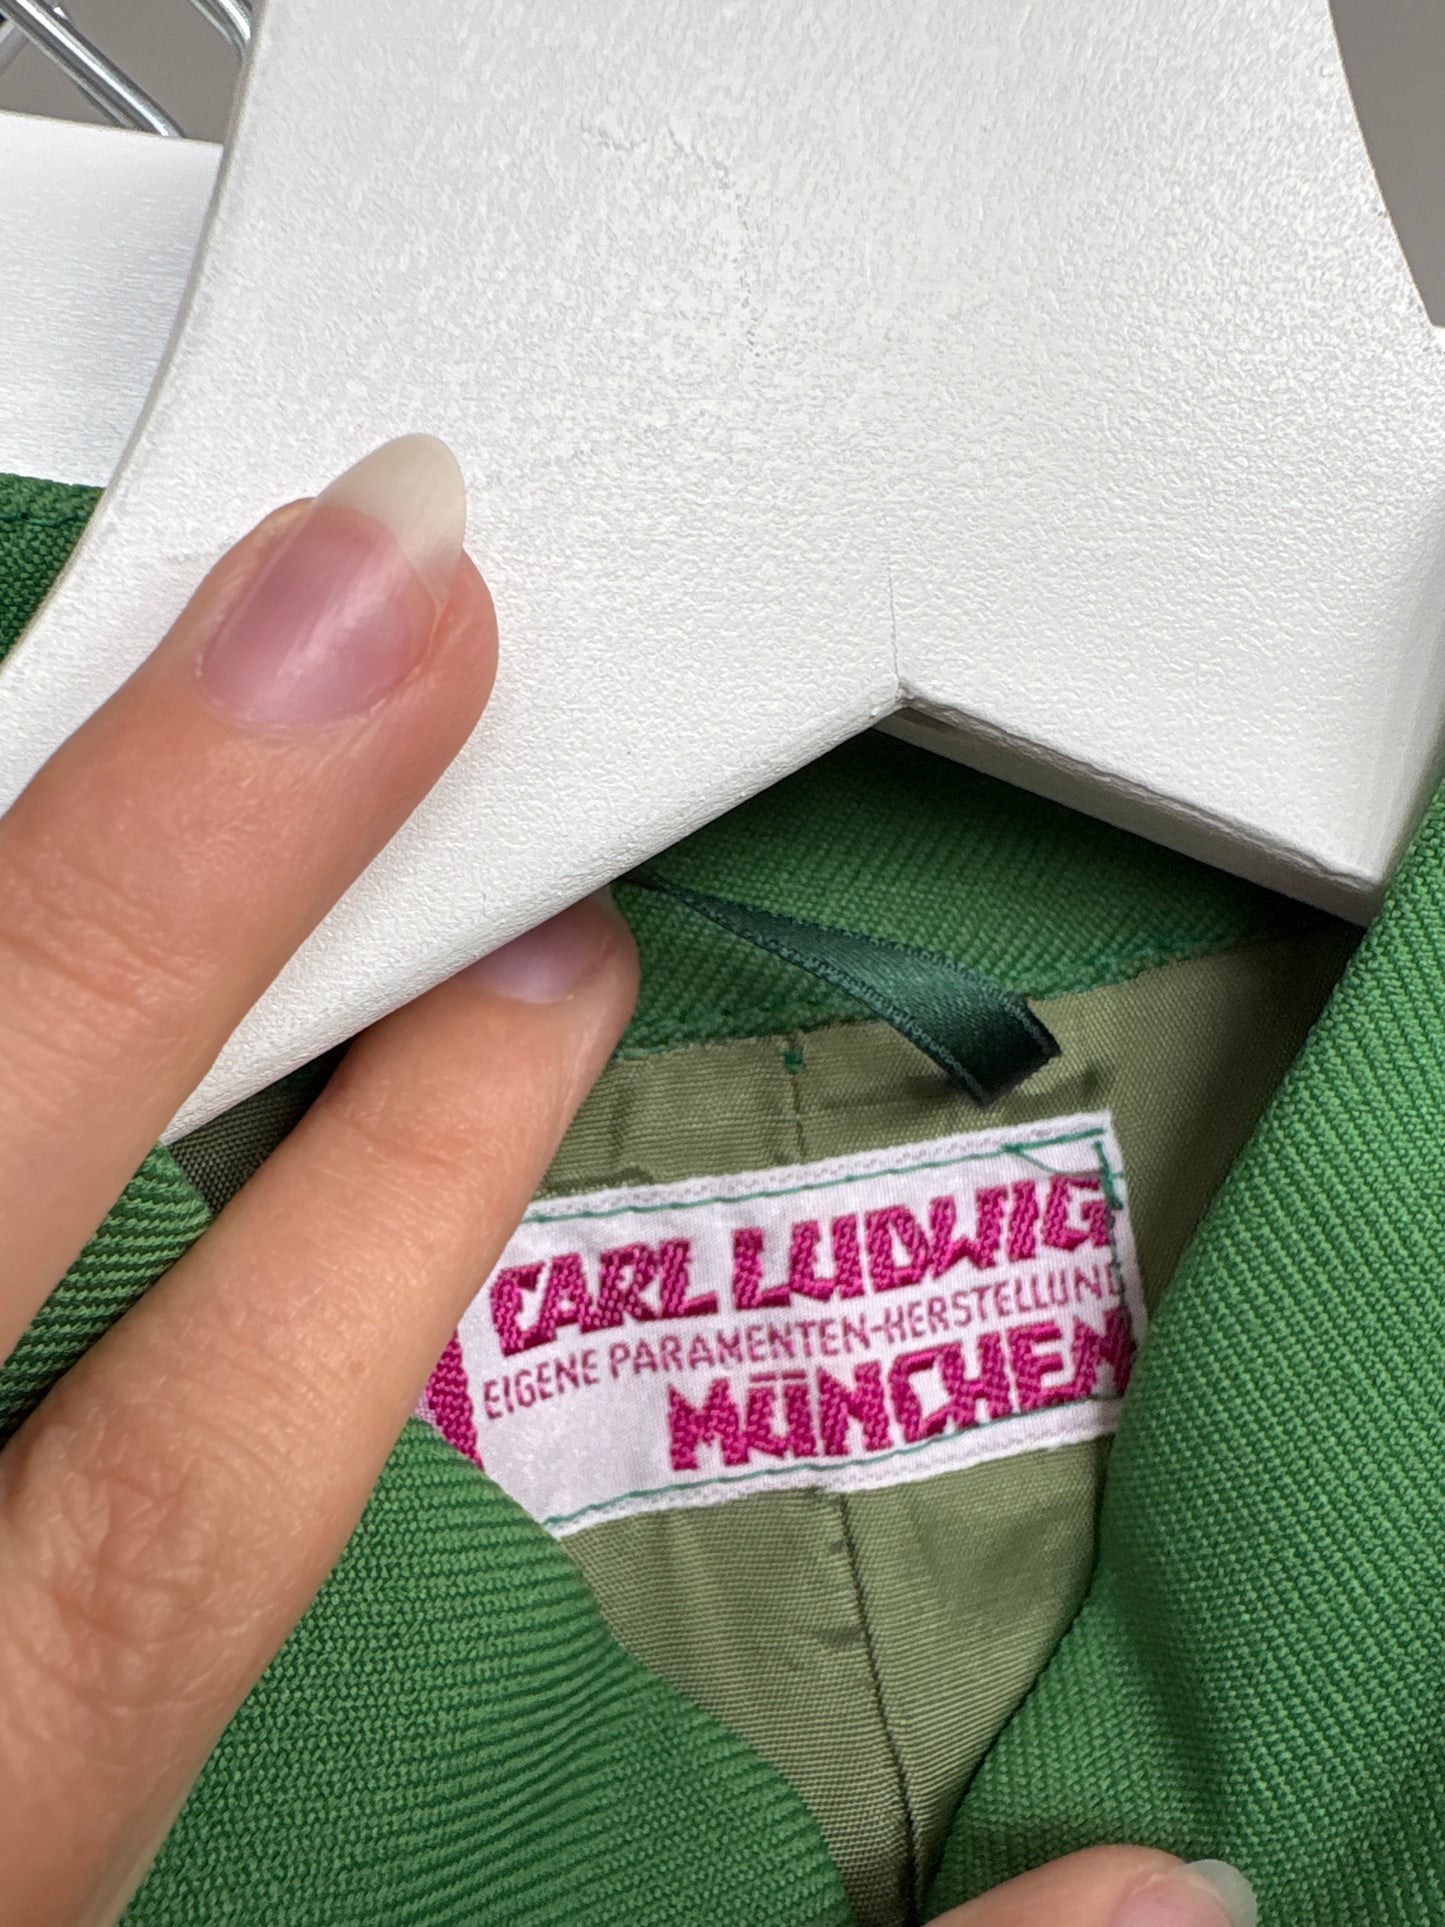 CARL LUDWIG
EIGENE PARAMENTEN-HERSTELLUNG
MÜNCHEN